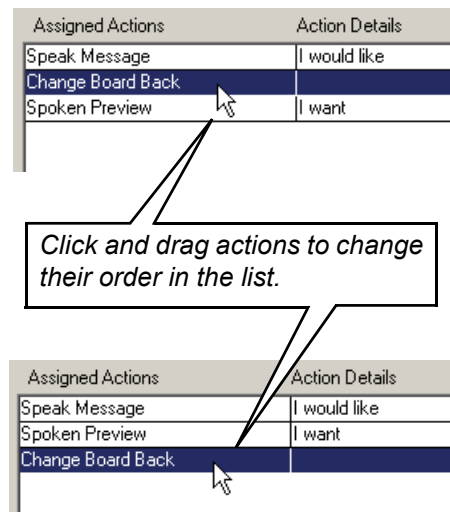 Assigned Actions Action Details
Speak Message I would like
Change Board Back
Spoken Preview I want
Click and drag actions to change
their order in the list.
Assigned Actions Action Details
Speak Message I would like
Spoken Preview I want
Change Board Back